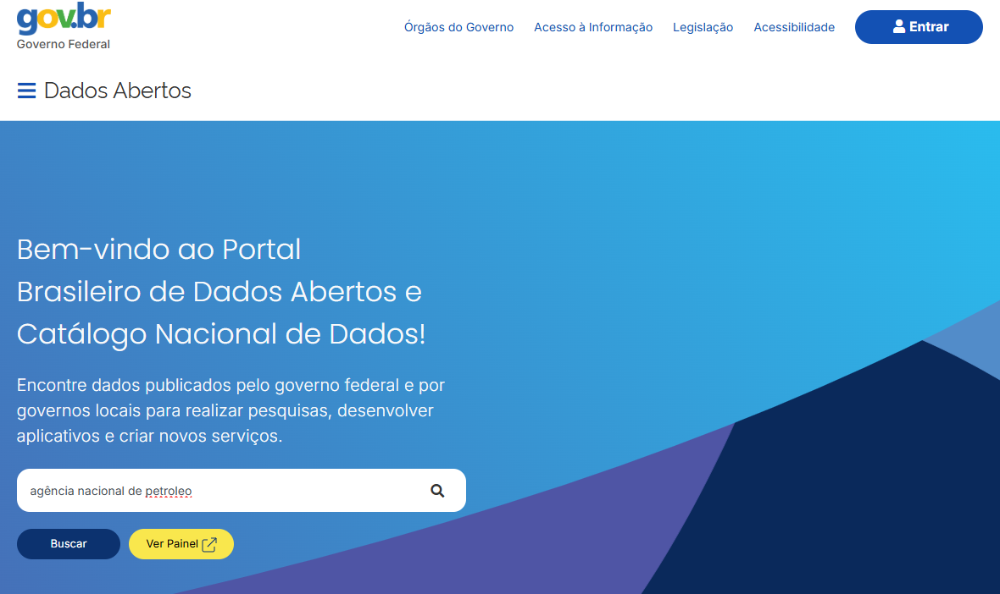 gov.br
Governo Federal
Órgãos do Governo Acesso à Informação Legislação Acessibilidade Entrar
Dados Abertos
Bem-vindo ao Portal
Brasileiro de Dados Abertos e
Catálogo Nacional de Dados!
Encontre dados publicados pelo governo federal e por
governos locais para realizar pesquisas, desenvolver
aplicativos e criar novos serviços.
agência nacional de petroleo
Buscar Ver Painel